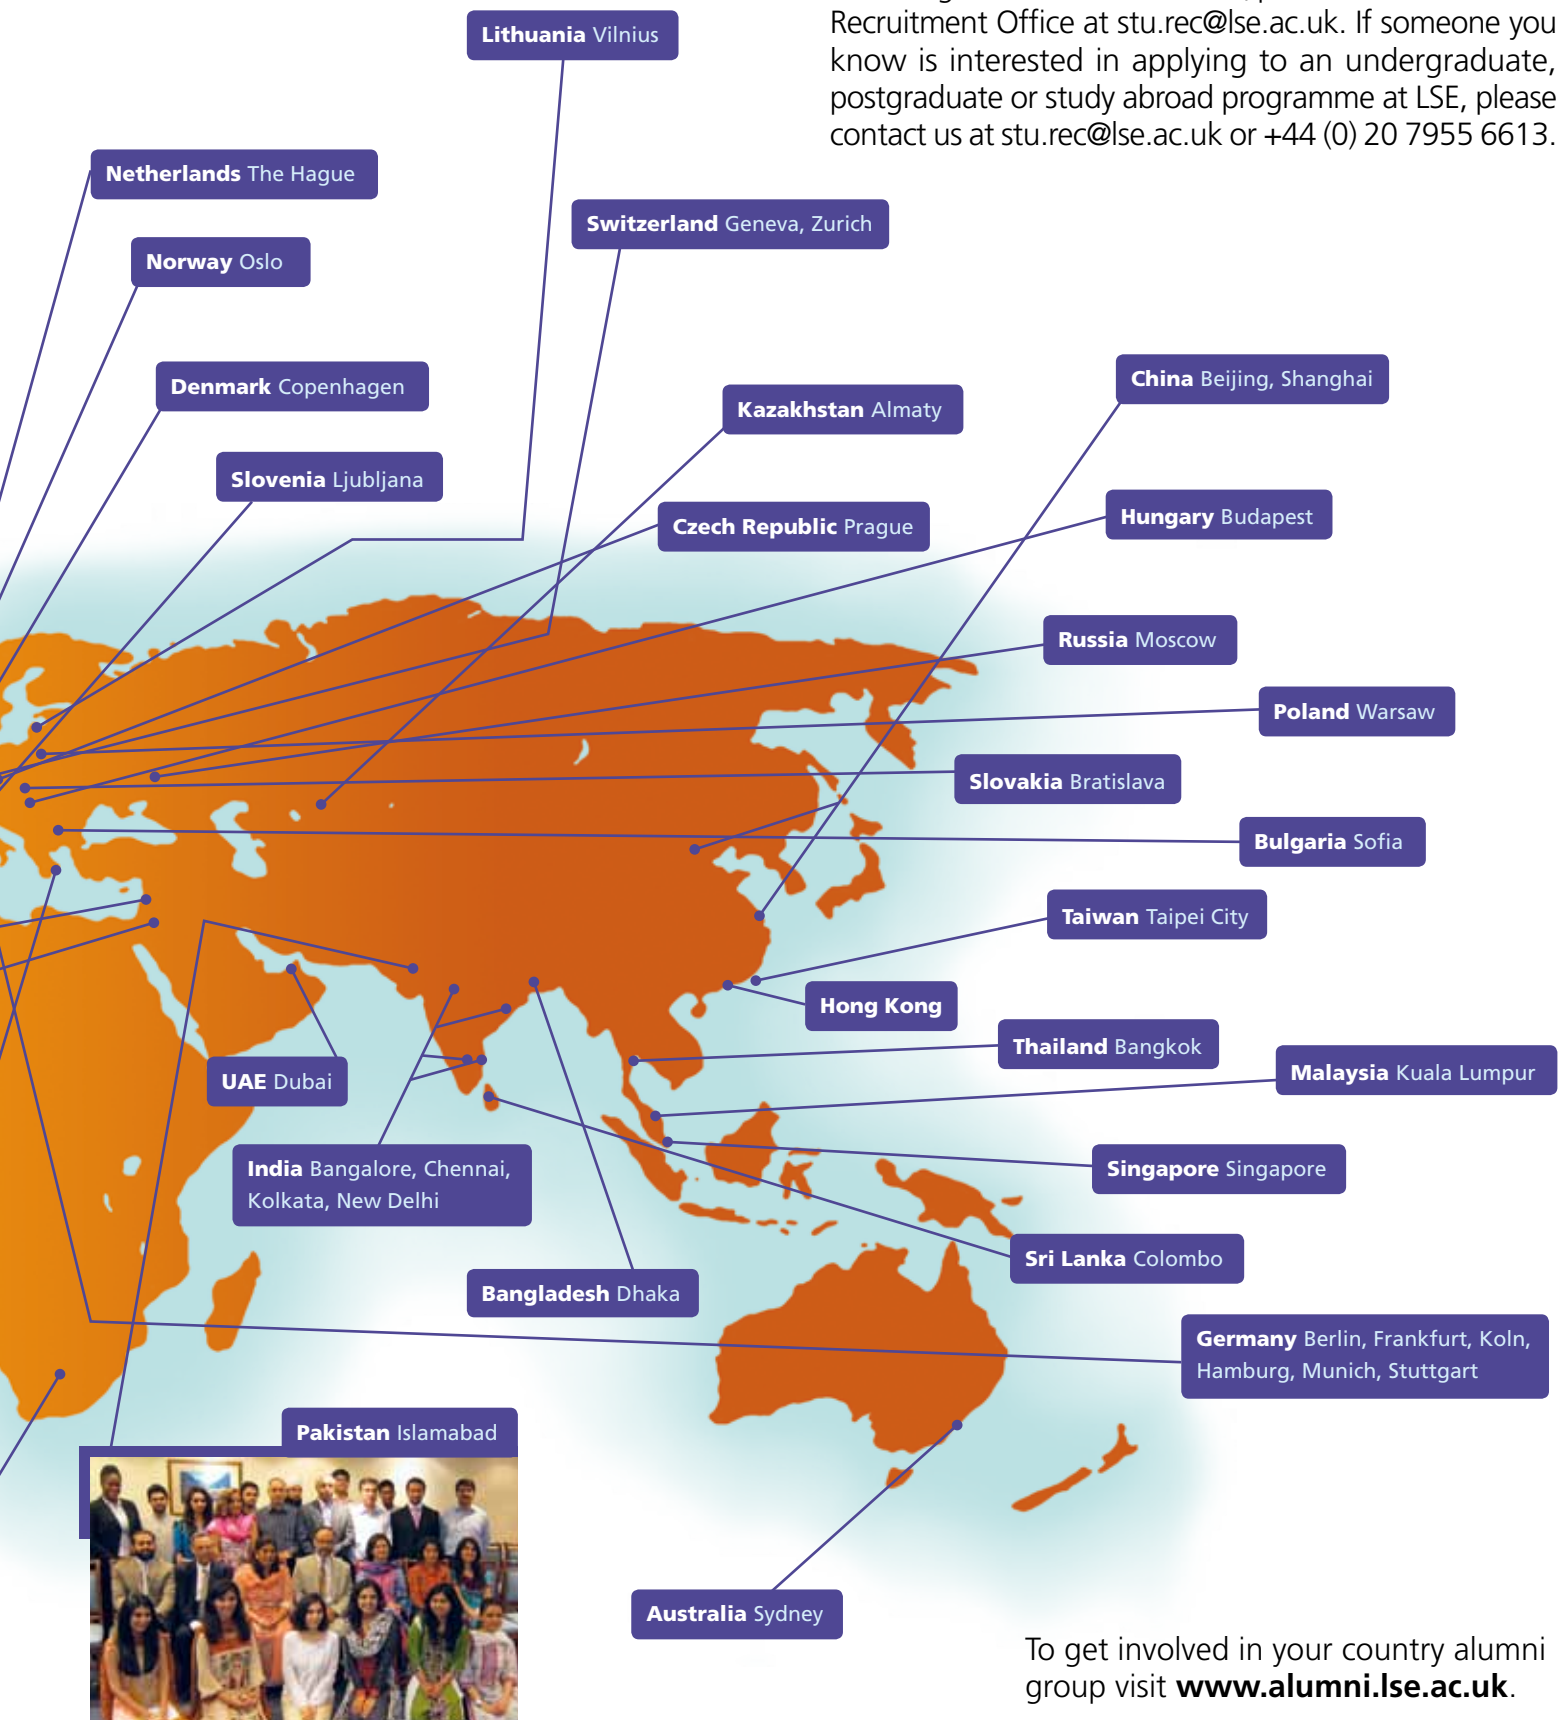 Recruitment Office at stu.rec@lse.ac.uk. If someone you
know is interested in applying to an undergraduate,
postgraduate or study abroad programme at LSE, please
contact us at stu.rec@lse.ac.uk or +44 (0) 20 7955 6613.
Lithuania Vilnius
Netherlands The Hague
Switzerland Geneva, Zurich
Norway Oslo
Denmark Copenhagen
China Beijing, Shanghai
Kazakhstan Almaty
Slovenia Ljubljana
Czech Republic Prague
Hungary Budapest
Russia Moscow
Poland Warsaw
Slovakia Bratislava
Bulgaria Sofia
Taiwan Taipei City
Hong Kong
Thailand Bangkok
UAE Dubai
Malaysia Kuala Lumpur
India Bangalore, Chennai,
Kolkata, New Delhi
Singapore Singapore
Sri Lanka Colombo
Bangladesh Dhaka
Germany Berlin, Frankfurt, Koln,
Hamburg, Munich, Stuttgart
Pakistan Islamabad
Australia Sydney
To get involved in your country alumni
group visit www.alumni.lse.ac.uk.